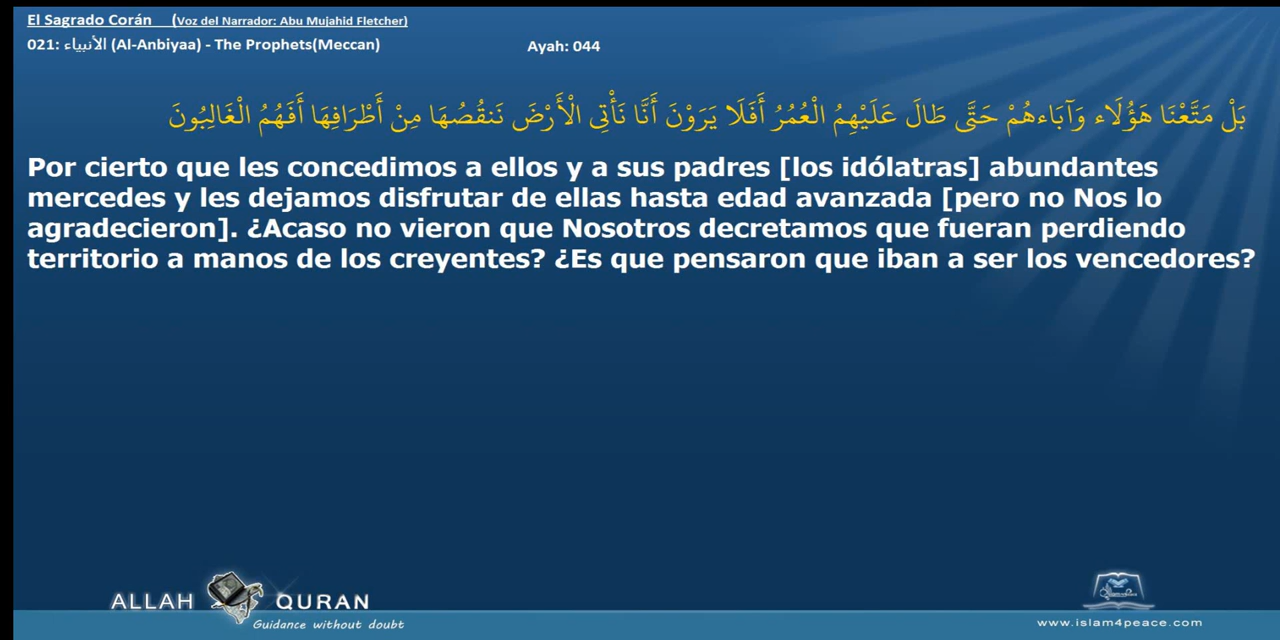 El Sagrado Corán (Voz del Narrador: Abu Mujahid Fletcher)
021: الأنبياء (Al-Anbiyaa) - The Prophets(Meccan) Ayah: 044
بَلْ مَتَّعْنَا هَؤُلَاء وَآبَاءهُمْ حَتَّى طَالَ عَلَيْهِمُ الْعُمُرُ أَفَلَا يَرَوْنَ أَنَّا نَأْتِي الْأَرْضَ نَنقُصُهَا مِنْ أَطْرَافِهَا أَفَهُمُ الْغَالِبُونَ
Por cierto que les concedimos a ellos y a sus padres [los idólatras] abundantes
mercedes y les dejamos disfrutar de ellas hasta edad avanzada [pero no Nos lo
agradecieron]. ¿Acaso no vieron que Nosotros decretamos que fueran perdiendo
territorio a manos de los creyentes? ¿Es que pensaron que iban a ser los vencedores?
ALLAH QURAN
Guidance without doubt
www.islam4peace.com